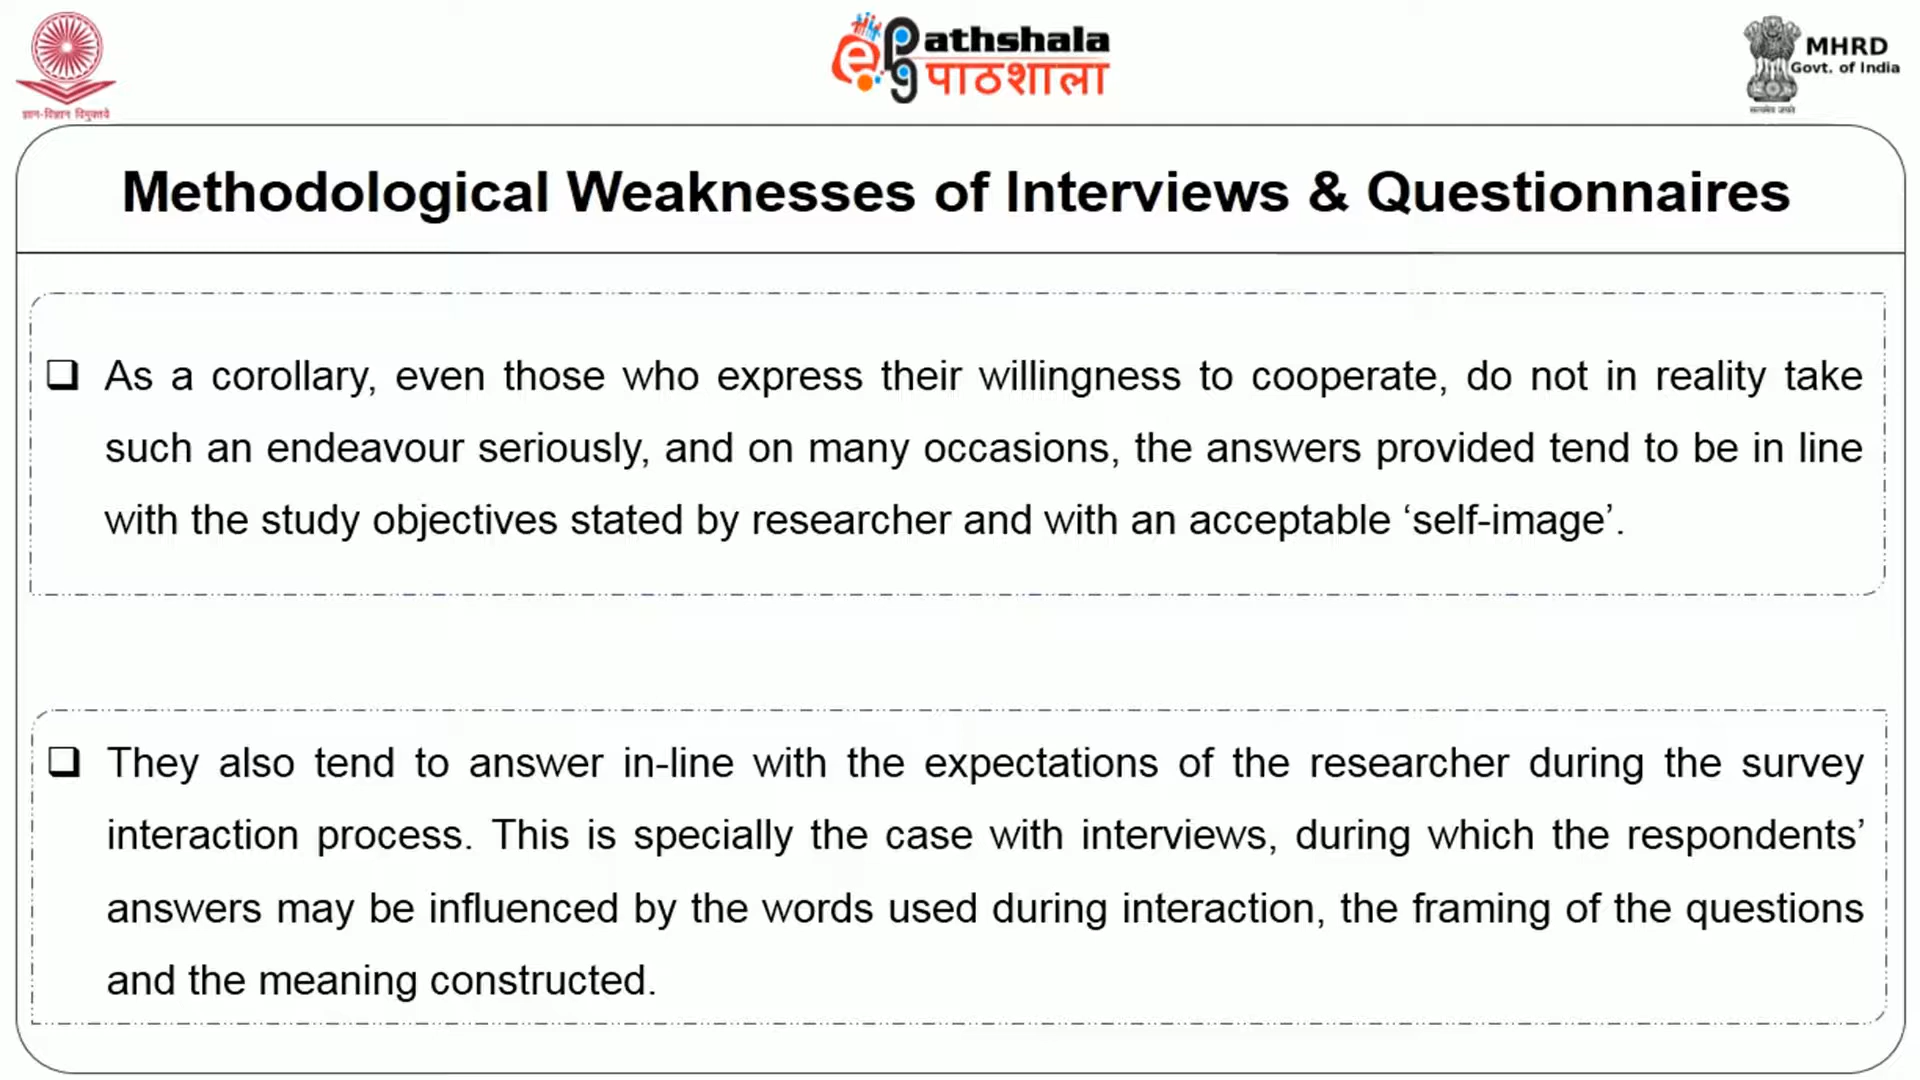 ज्ञान-विज्ञान विमुक्तये
e pg Pathshala
पाठशाला
MHRD
Govt. of India
सत्यमेव जयते
Methodological Weaknesses of Interviews & Questionnaires
❑ As a corollary, even those who express their willingness to cooperate, do not in reality take
such an endeavour seriously, and on many occasions, the answers provided tend to be in line
with the study objectives stated by researcher and with an acceptable ‘self-image’.
❑ They also tend to answer in-line with the expectations of the researcher during the survey
interaction process. This is specially the case with interviews, during which the respondents’
answers may be influenced by the words used during interaction, the framing of the questions
and the meaning constructed.